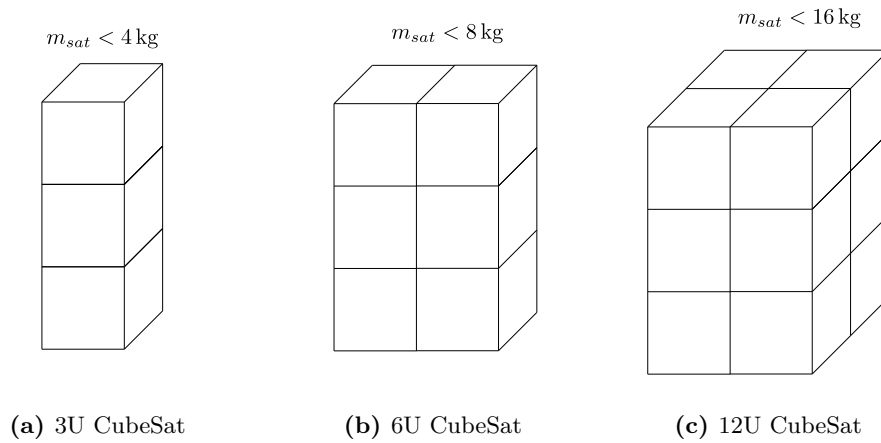 m_sat < 4 kg
m_sat < 8 kg
m_sat < 16 kg
(a) 3U CubeSat
(b) 6U CubeSat
(c) 12U CubeSat